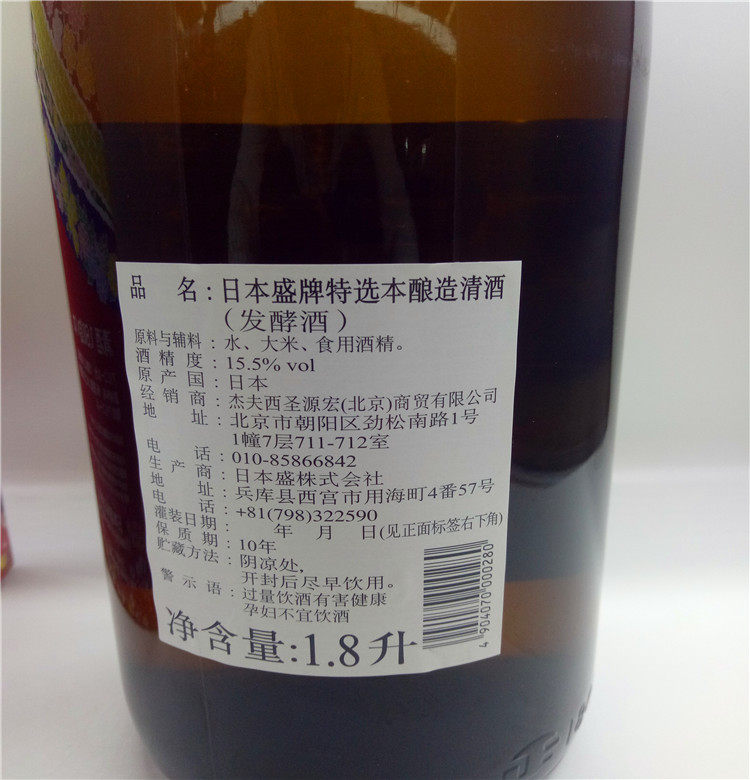 品 名：日本盛牌特选本酿造清酒
（发酵酒）
原料与辅料：水、大米、食用酒精。
酒精度：15.5% vol
原产国：日本
经销商：杰夫西圣源宏(北京)商贸有限公司
地 址：北京市朝阳区劲松南路1号
1幢7层711-712室
电 话：010-85866842
生产商：日本盛株式会社
地 址：兵库县西宫市用海町4番57号
电 话：+81(798)322590
灌装日期： 年 月 日(见正面标签右下角)
保质期：10年
贮藏方法：阴凉处，
开封后尽早饮用。
警示语：过量饮酒有害健康
孕妇不宜饮酒
净含量:1.8升
4904070000280